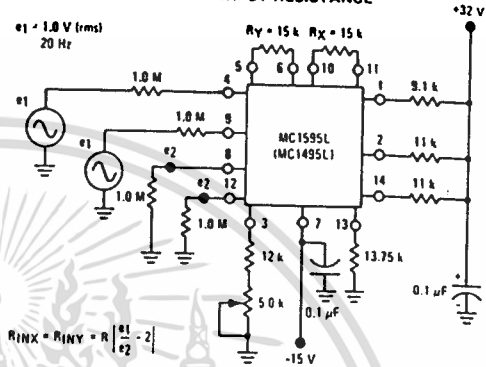 +32 V
e1 = 1.0 V (rms)
20 Hz
RY = 15 k
RX = 15 k
5
6
10
11
1.0 M
4
1
9.1 k
e1
1.0 M
9
MC1595L
(MC1495L)
2
11 k
e1
e2
8
14
11 k
1.0 M
e2
12
1.0 M
3
7
13
12 k
13.75 k
0.1 µF
5.0 k
0.1 µF
RINX = RINY = R | e1/e2 - 2 |
-15 V